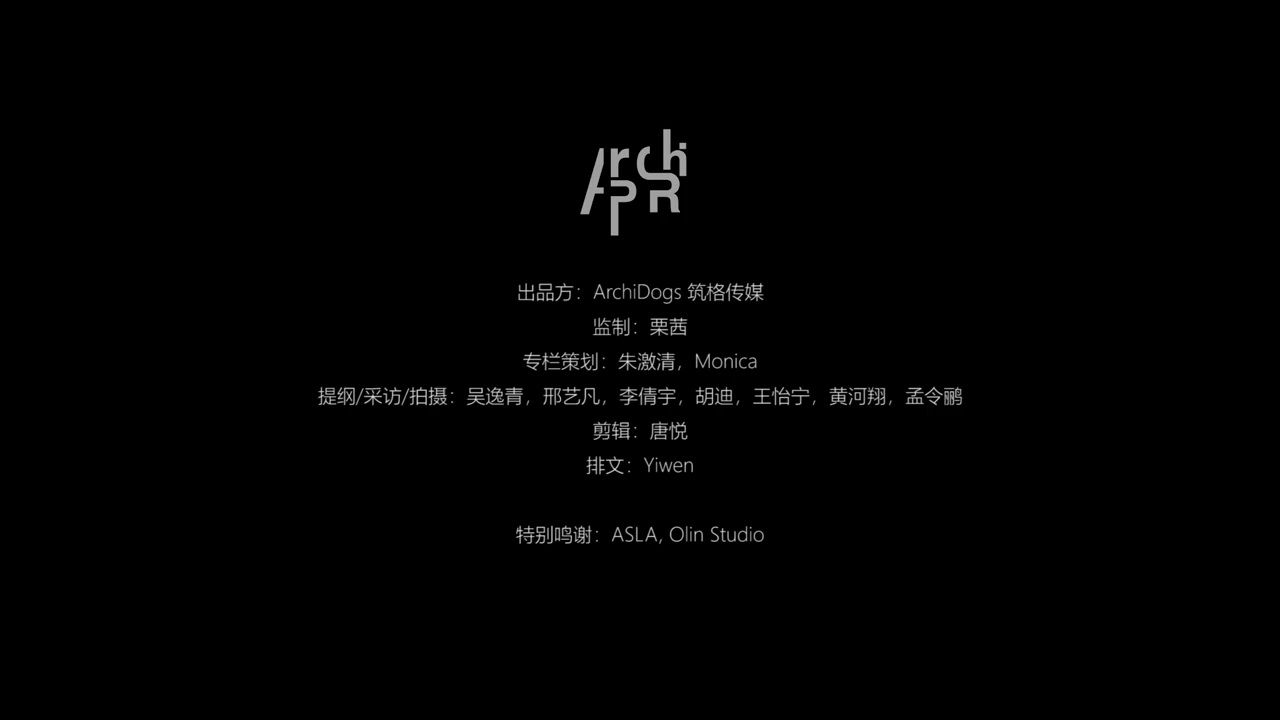 Archi
PR
出品方：ArchiDogs 筑格传媒
监制：栗茜
专栏策划：朱激清，Monica
提纲/采访/拍摄：吴逸青，邢艺凡，李倩宇，胡迪，王怡宁，黄河翔，孟令鹂
剪辑：唐悦
排文：Yiwen
特别鸣谢：ASLA, Olin Studio